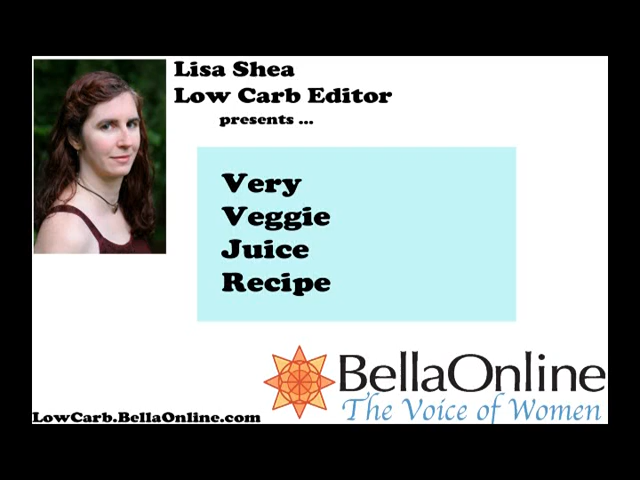 Lisa Shea
Low Carb Editor
presents ...
Very
Veggie
Juice
Recipe
BellaOnline
The Voice of Women
LowCarb.BellaOnline.com